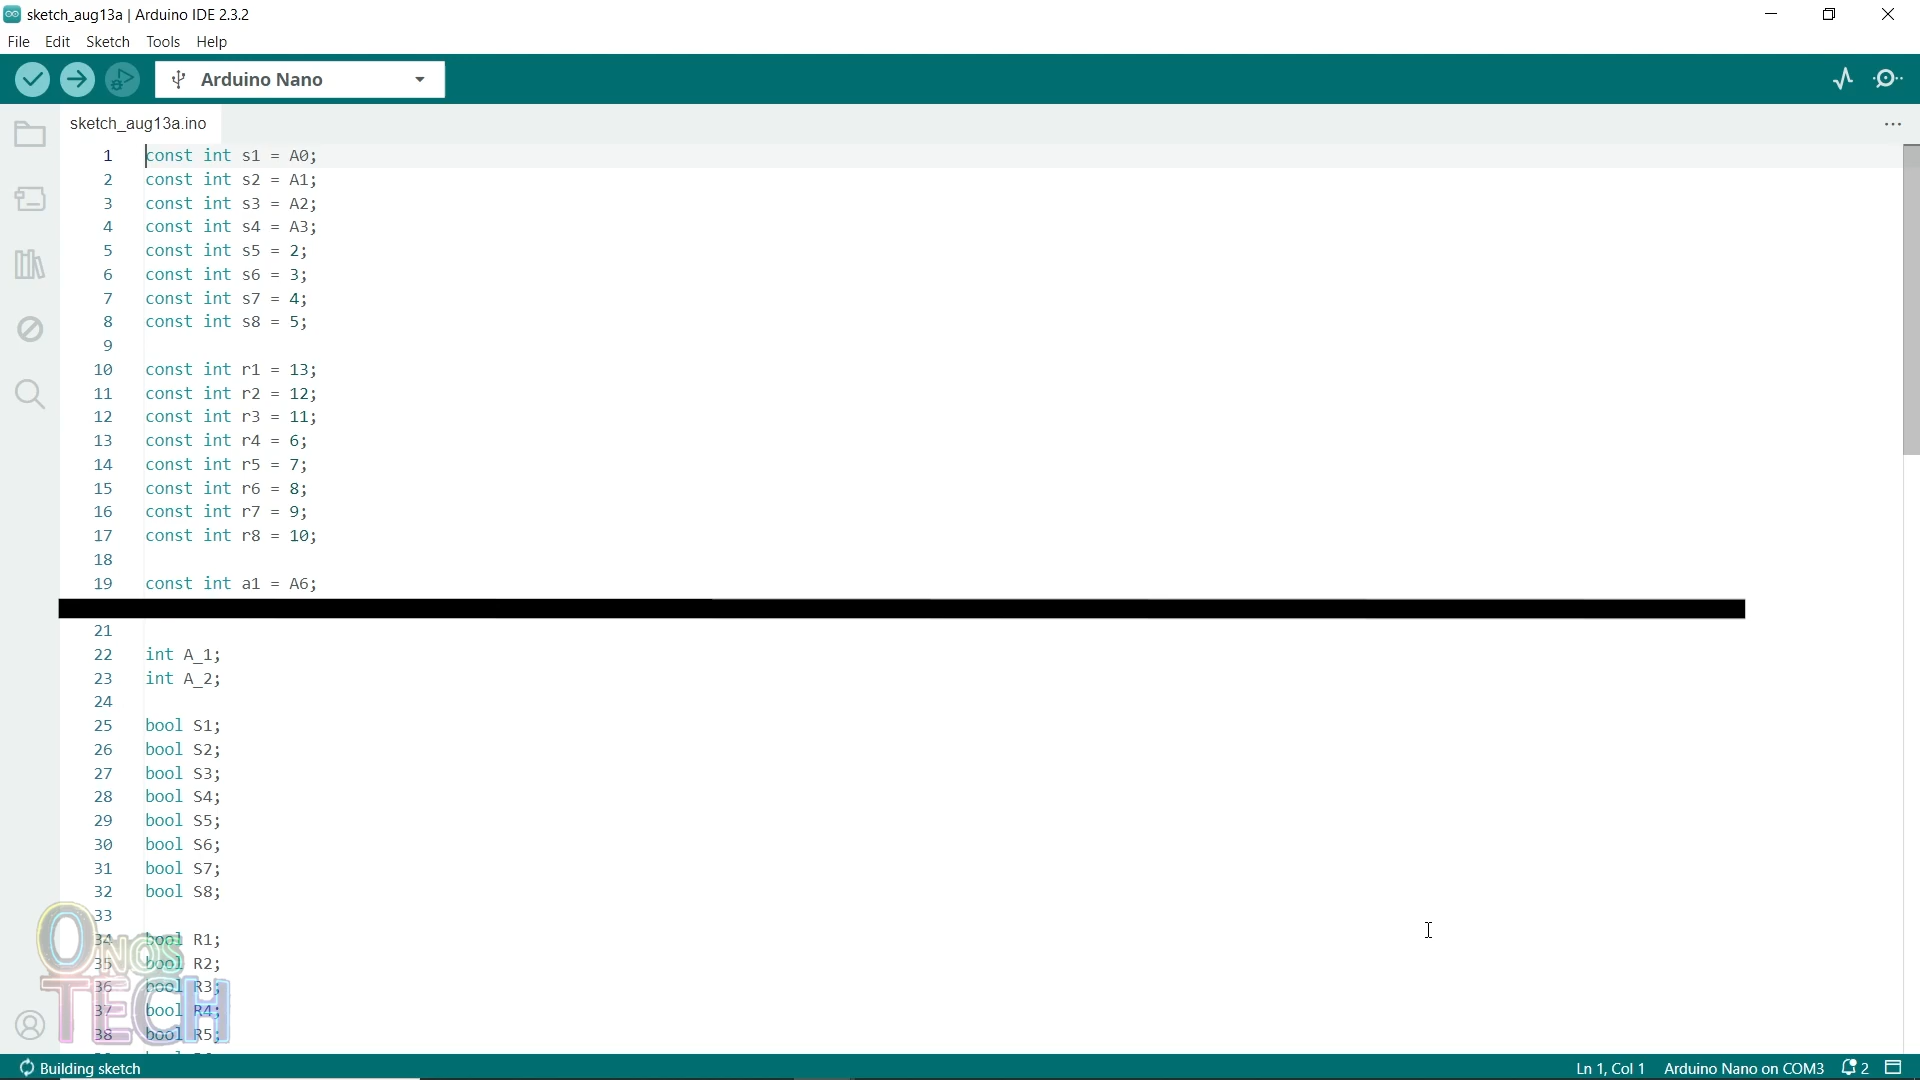 sketch_aug13a | Arduino IDE 2.3.2
File Edit Sketch Tools Help
Arduino Nano
sketch_aug13a.ino
1 const int s1 = A0;
2 const int s2 = A1;
3 const int s3 = A2;
4 const int s4 = A3;
5 const int s5 = 2;
6 const int s6 = 3;
7 const int s7 = 4;
8 const int s8 = 5;
9
10 const int r1 = 13;
11 const int r2 = 12;
12 const int r3 = 11;
13 const int r4 = 6;
14 const int r5 = 7;
15 const int r6 = 8;
16 const int r7 = 9;
17 const int r8 = 10;
18
19 const int a1 = A6;
21
22 int A_1;
23 int A_2;
24
25 bool S1;
26 bool S2;
27 bool S3;
28 bool S4;
29 bool S5;
30 bool S6;
31 bool S7;
32 bool S8;
33
34 bool R1;
35 bool R2;
36 bool R3;
37 bool R4;
38 bool R5;
ONOS
TECH
Building sketch
Ln 1, Col 1 Arduino Nano on COM3 2